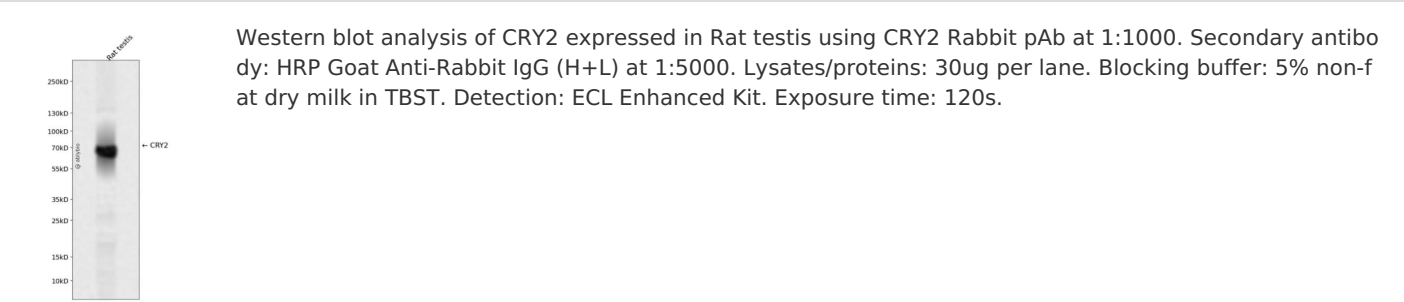 Rat testis
Western blot analysis of CRY2 expressed in Rat testis using CRY2 Rabbit pAb at 1:1000. Secondary antibo
dy: HRP Goat Anti-Rabbit IgG (H+L) at 1:5000. Lysates/proteins: 30ug per lane. Blocking buffer: 5% non-f
at dry milk in TBST. Detection: ECL Enhanced Kit. Exposure time: 120s.
250kD
130kD
100kD
70kD
← CRY2
55kD
35kD
25kD
15kD
10kD